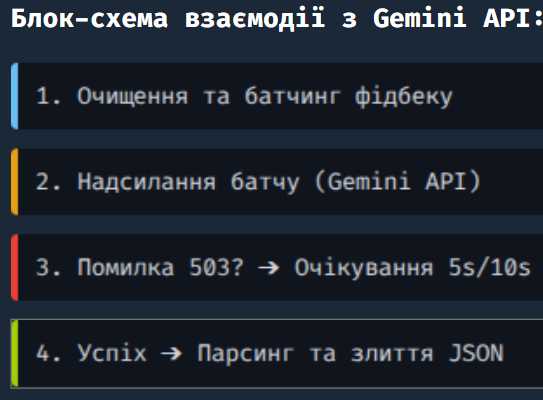 Блок-схема взаємодії з Gemini API:
1. Очищення та батчинг фідбеку
2. Надсилання батчу (Gemini API)
3. Помилка 503? → Очікування 5s/10s
4. Успіх → Парсинг та злиття JSON